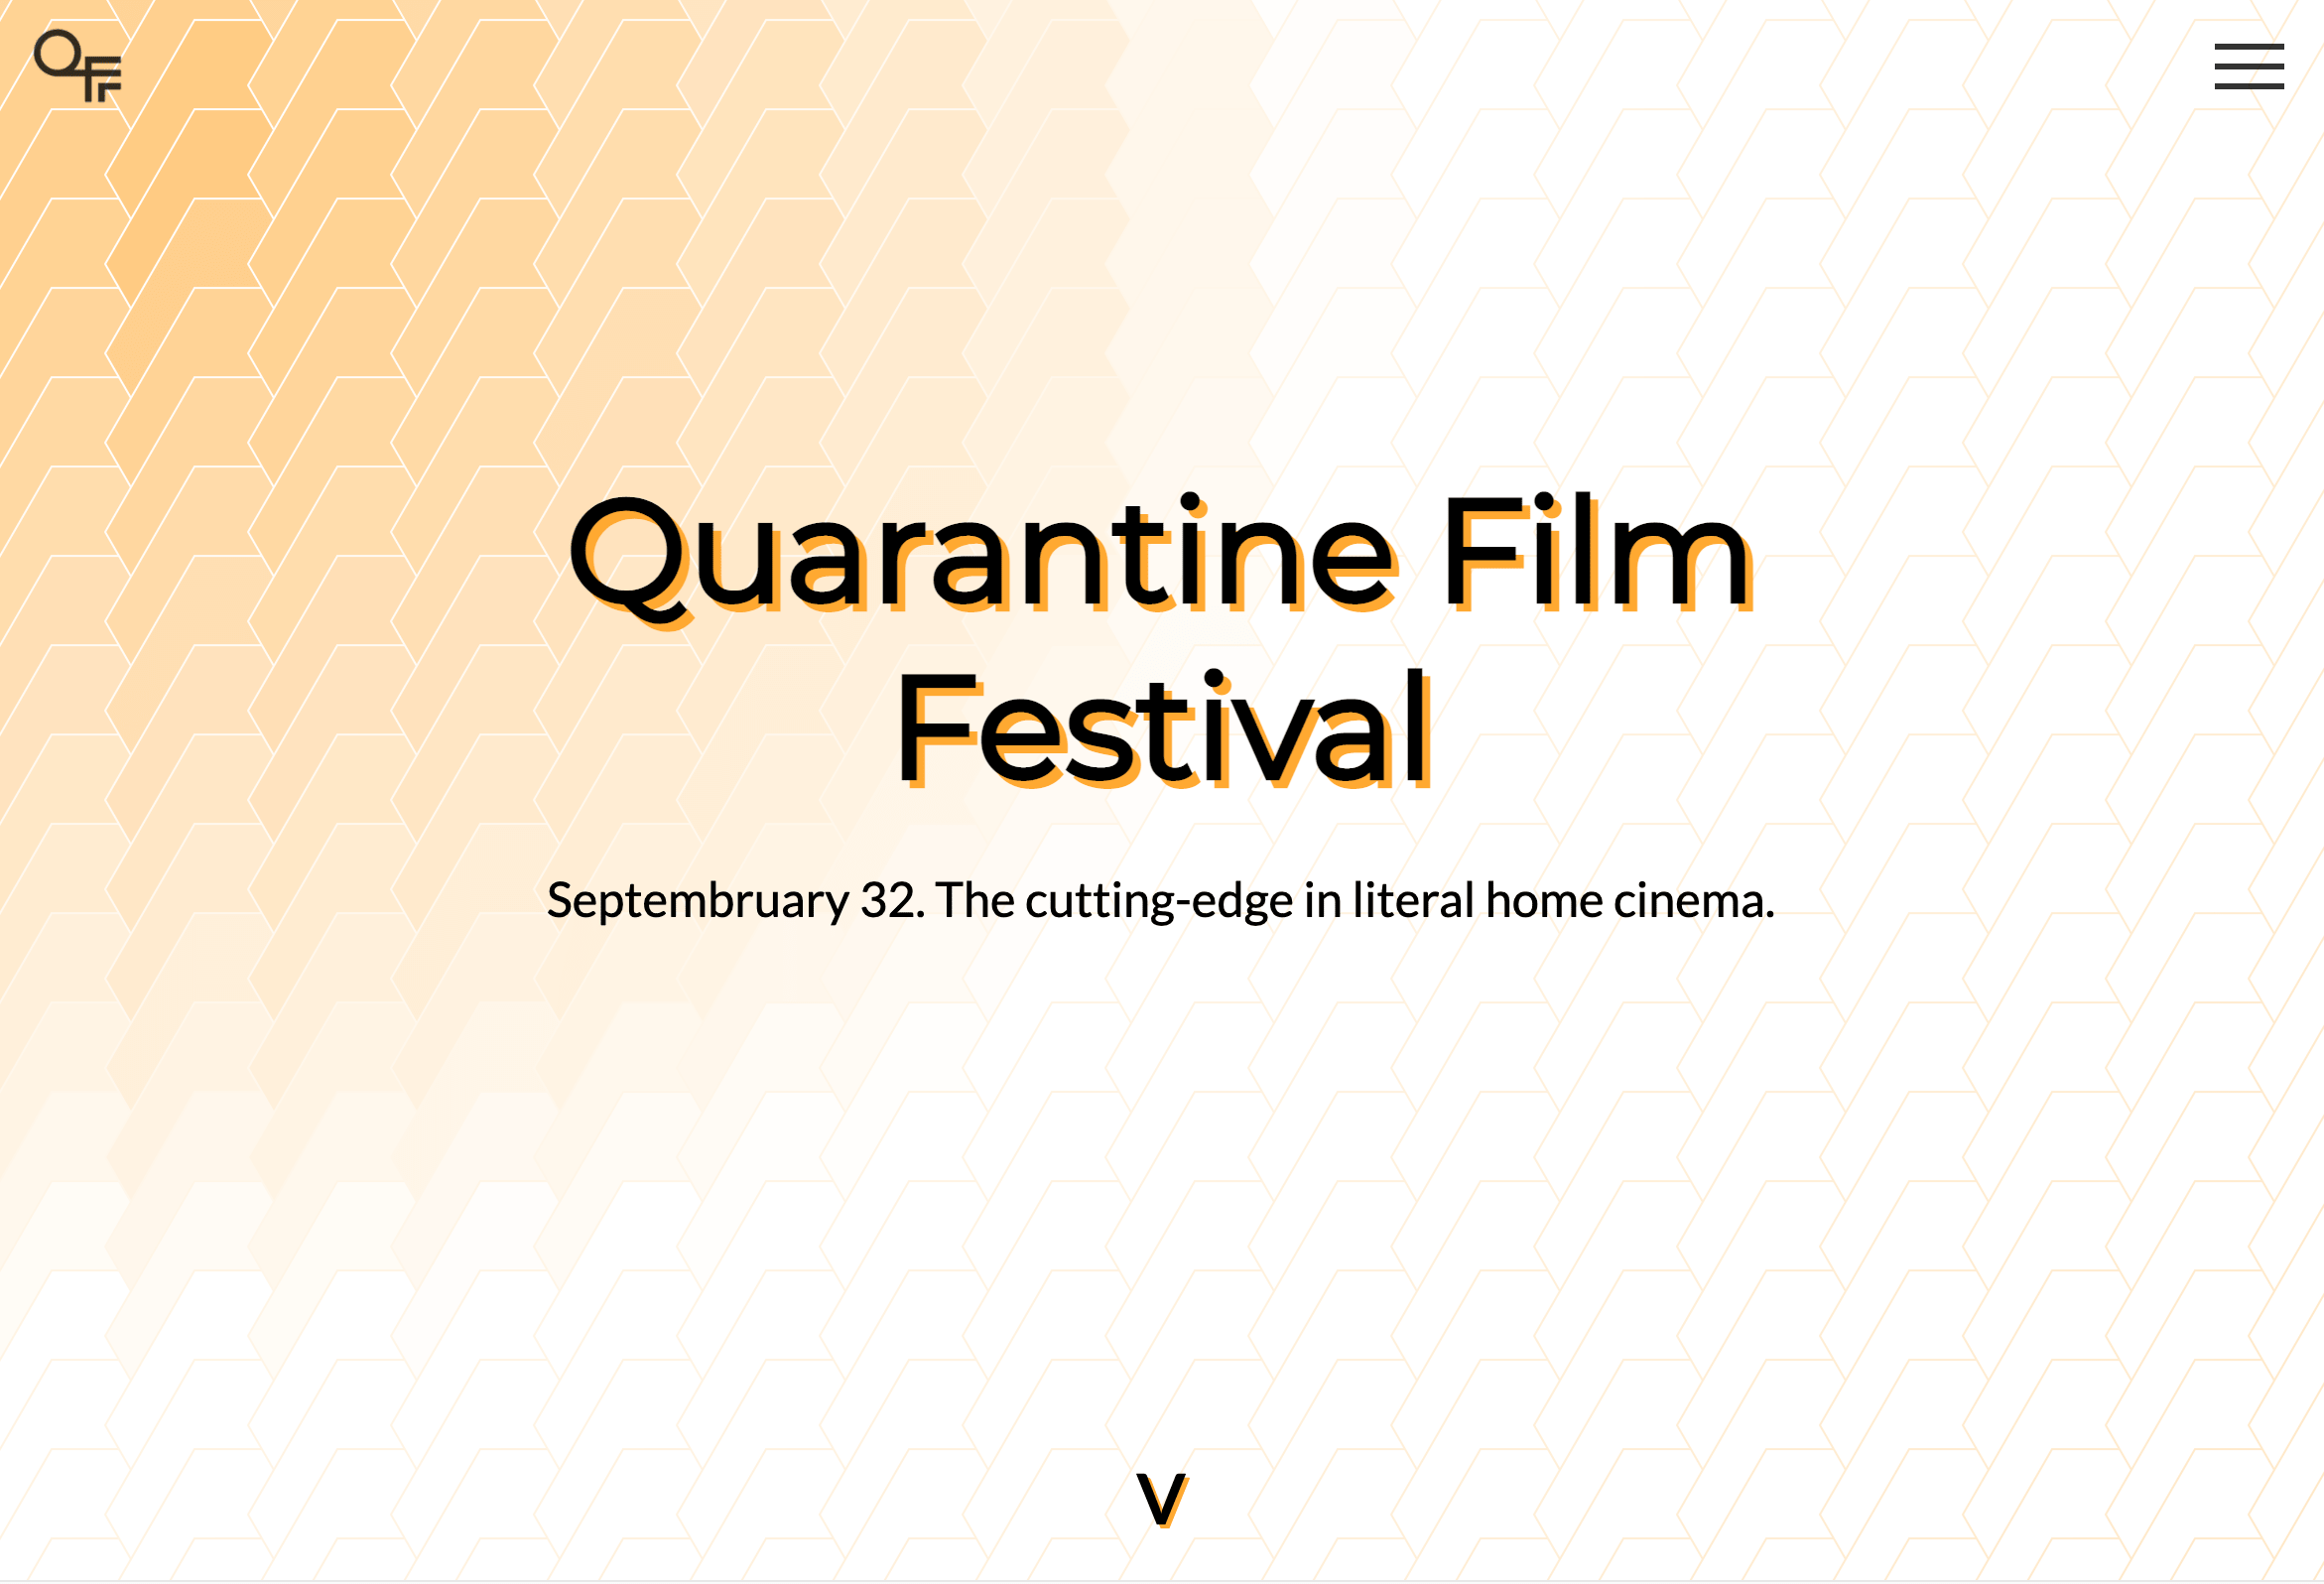 QFF
Quarantine Film
Festival
Septembruary 32. The cutting-edge in literal home cinema.
V